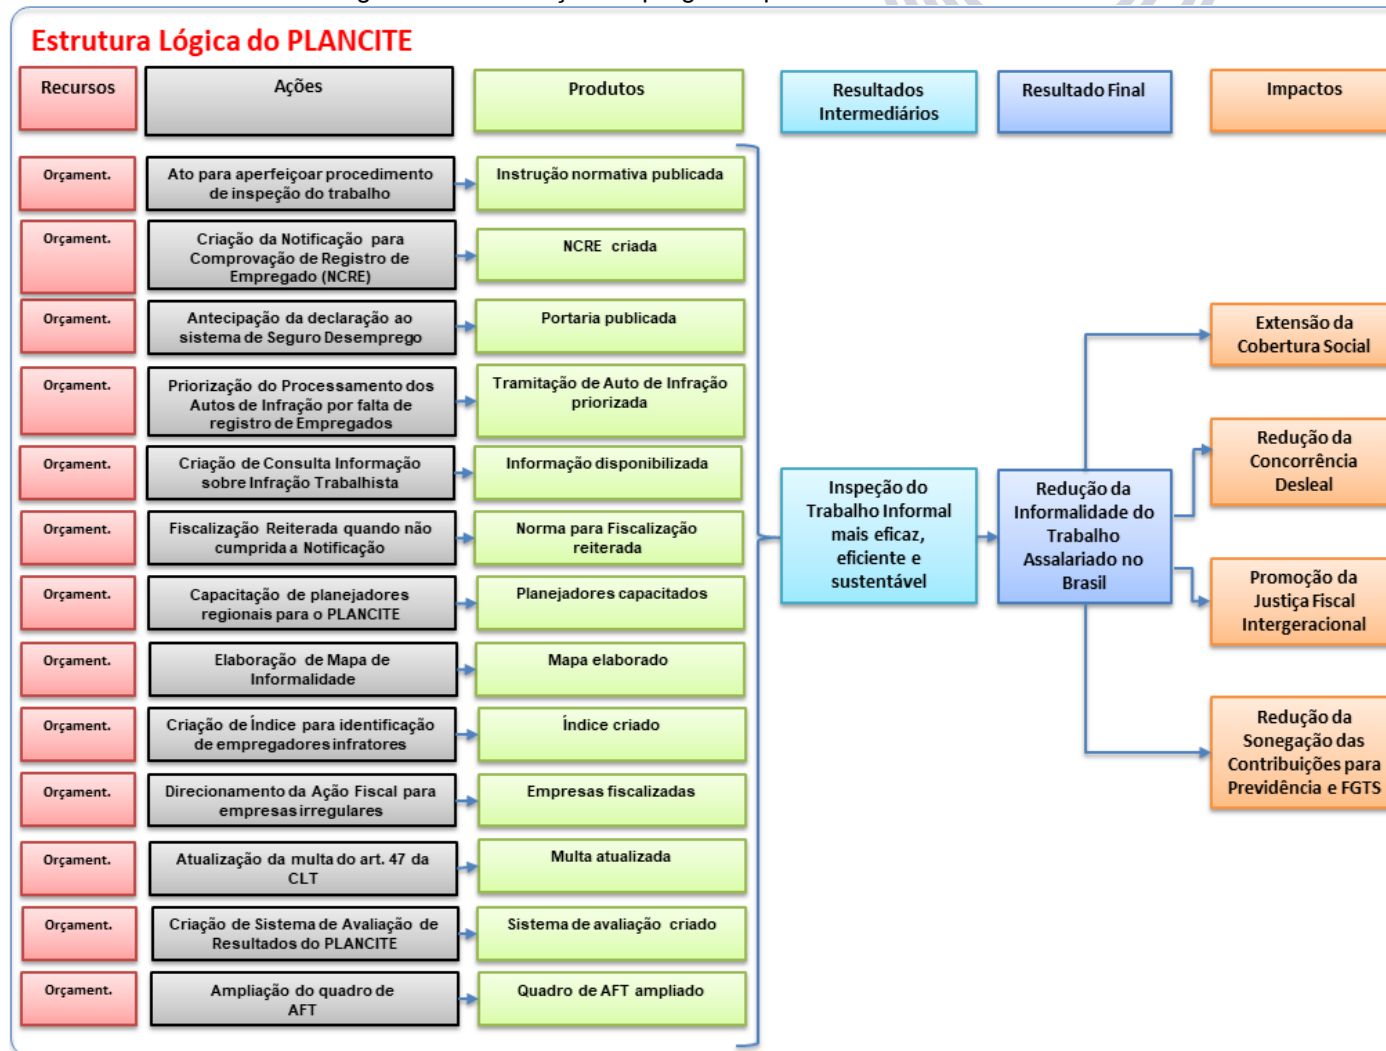 Estrutura Lógica do PLANCITE
Recursos
Ações
Produtos
Resultados
Intermediários
Resultado Final
Impactos
Orçament.
Ato para aperfeiçoar procedimento
de inspeção do trabalho
Instrução normativa publicada
Orçament.
Criação da Notificação para
Comprovação de Registro de
Empregado (NCRE)
NCRE criada
Orçament.
Antecipação da declaração ao
sistema de Seguro Desemprego
Portaria publicada
Orçament.
Priorização do Processamento dos
Autos de Infração por falta de
registro de Empregados
Tramitação de Auto de Infração
priorizada
Orçament.
Criação de Consulta Informação
sobre Infração Trabalhista
Informação disponibilizada
Orçament.
Fiscalização Reiterada quando não
cumprida a Notificação
Norma para Fiscalização
reiterada
Orçament.
Capacitação de planejadores
regionais para o PLANCITE
Planejadores capacitados
Orçament.
Elaboração de Mapa de
Informalidade
Mapa elaborado
Orçament.
Criação de Índice para identificação
de empregadores infratores
Índice criado
Orçament.
Direcionamento da Ação Fiscal para
empresas irregulares
Empresas fiscalizadas
Orçament.
Atualização da multa do art. 47 da
CLT
Multa atualizada
Orçament.
Criação de Sistema de Avaliação de
Resultados do PLANCITE
Sistema de avaliação criado
Orçament.
Ampliação do quadro de
AFT
Quadro de AFT ampliado
Inspeção do
Trabalho Informal
mais eficaz,
eficiente e
sustentável
Redução da
Informalidade do
Trabalho
Assalariado no
Brasil
Extensão da
Cobertura Social
Redução da
Concorrência
Desleal
Promoção da
Justiça Fiscal
Intergeracional
Redução da
Sonegação das
Contribuições para
Previdência e FGTS